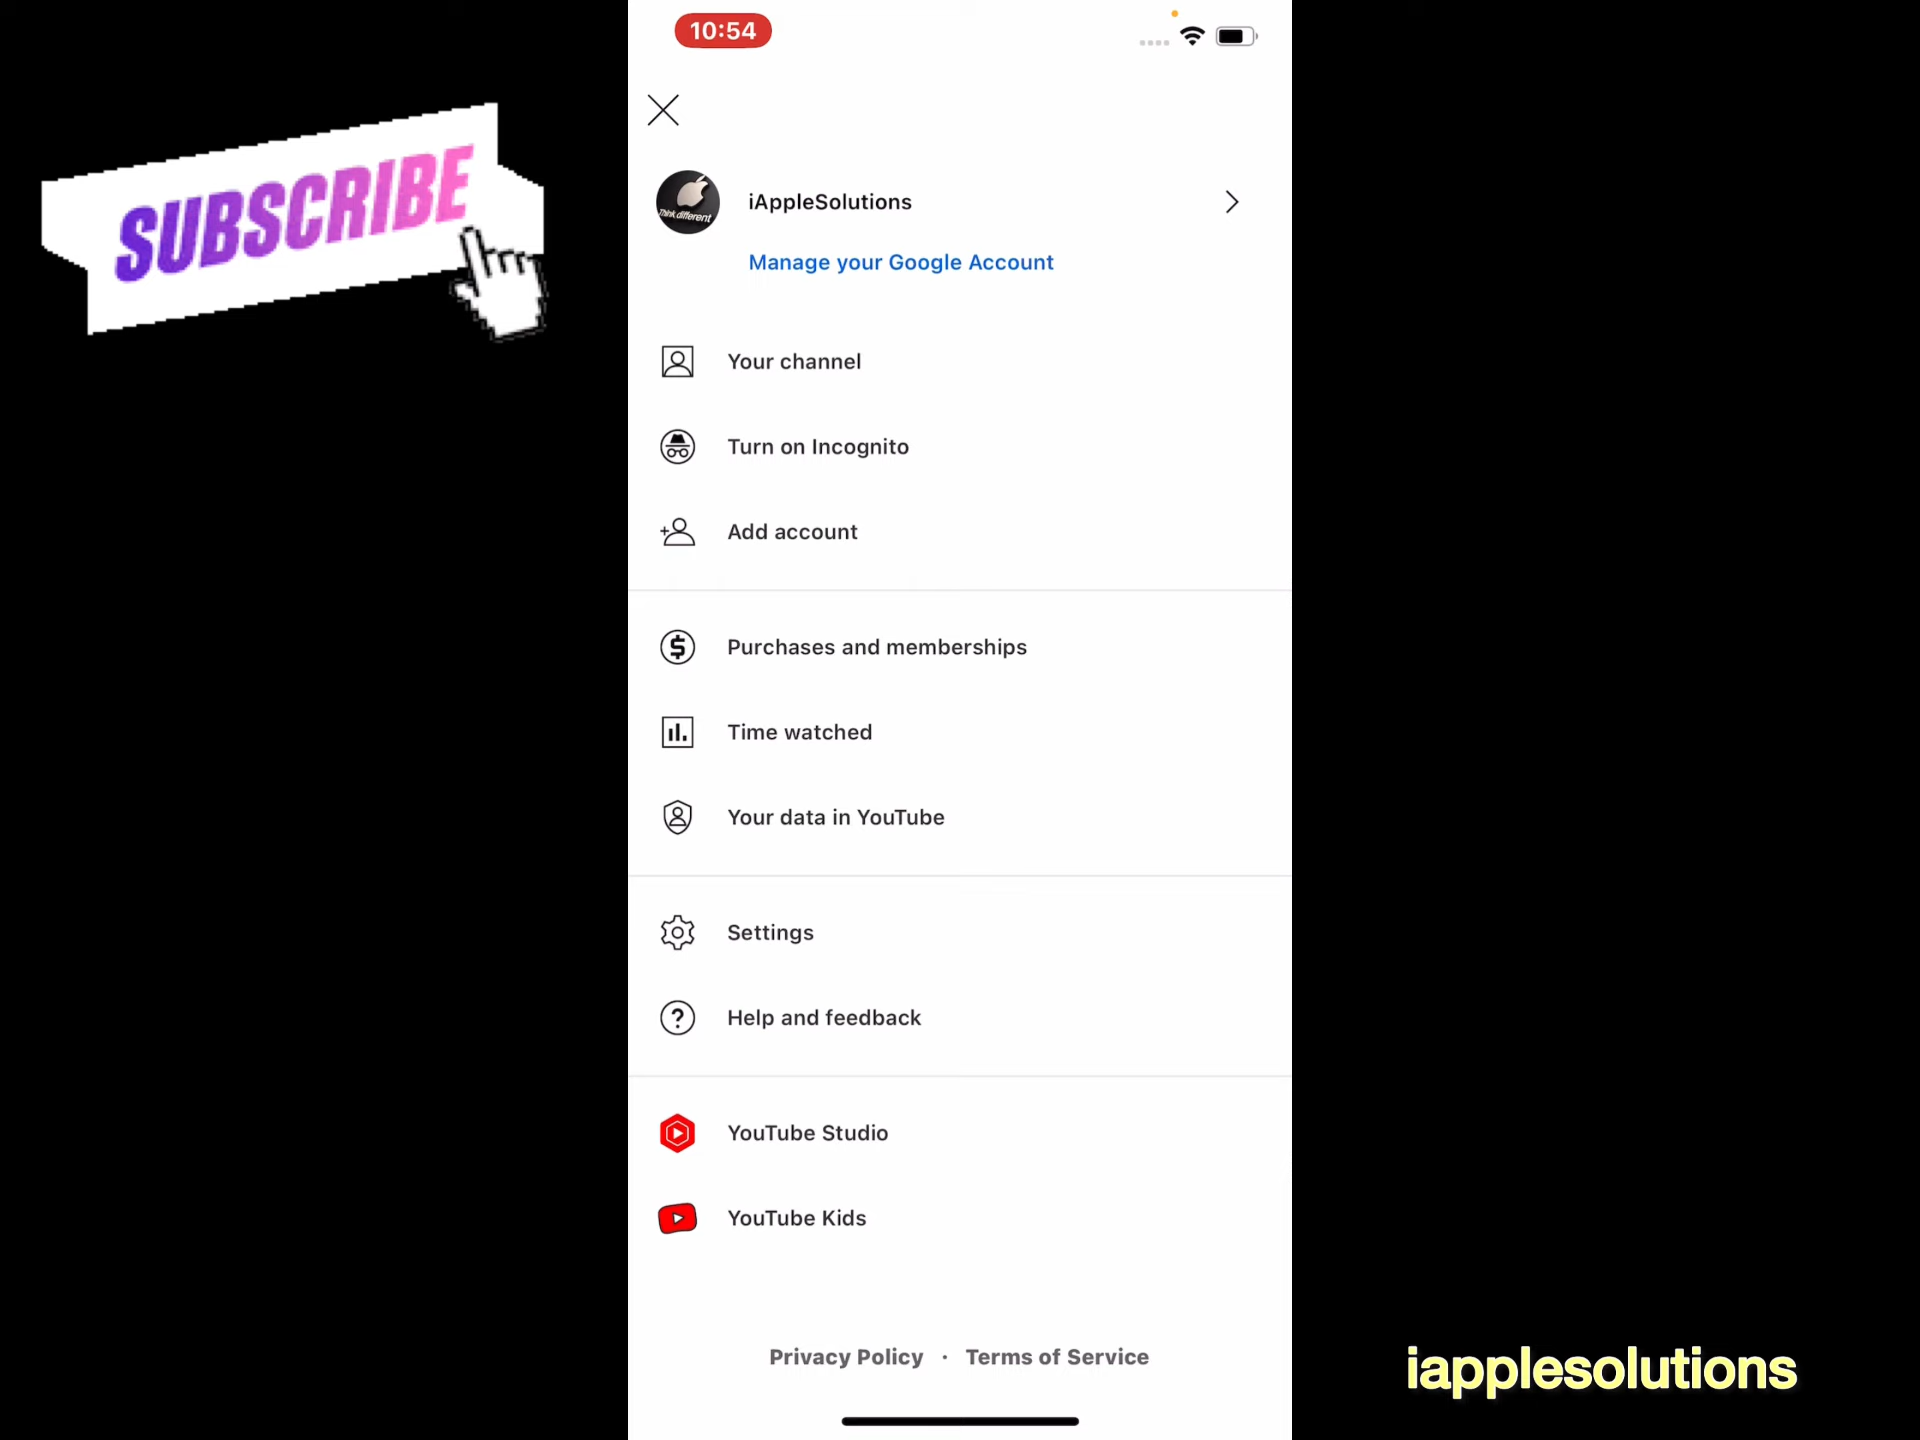 10:54
SUBSCRIBE
Think different
iAppleSolutions
Manage your Google Account
Your channel
Turn on Incognito
Add account
Purchases and memberships
Time watched
Your data in YouTube
Settings
Help and feedback
YouTube Studio
YouTube Kids
Privacy Policy · Terms of Service
iapplesolutions